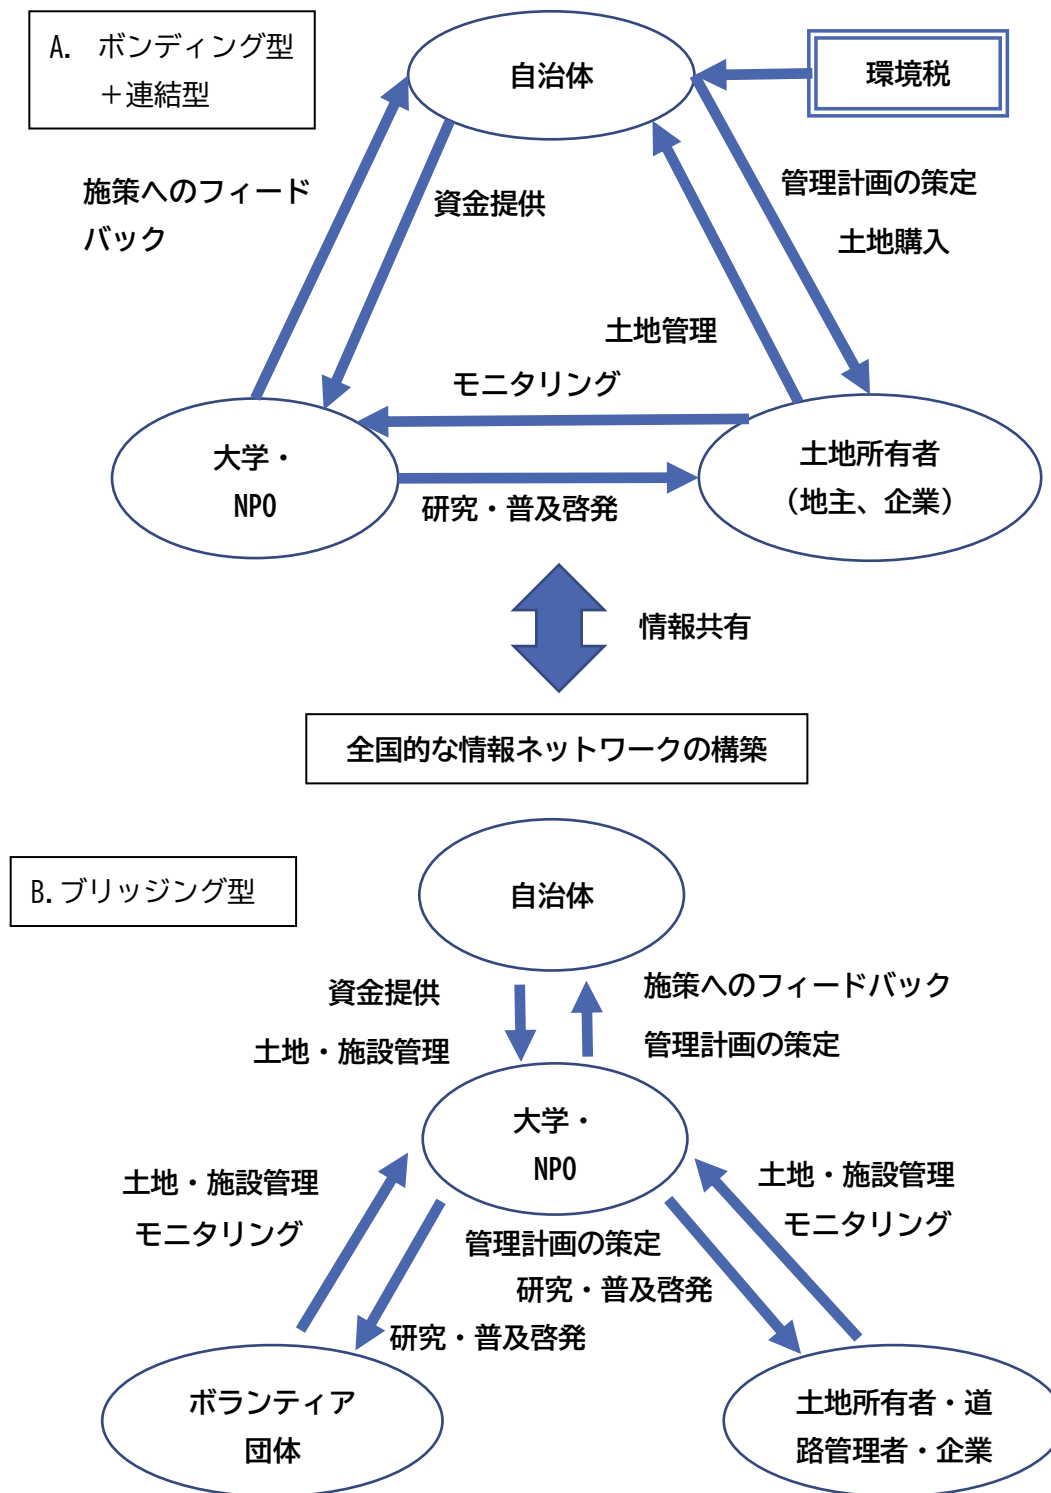 A. ボンディング型
＋連結型
自治体
環境税
施策へのフィード
バック
資金提供
管理計画の策定
土地購入
土地管理
モニタリング
大学・
NPO
土地所有者
（地主、企業）
研究・普及啓発
情報共有
全国的な情報ネットワークの構築
B.ブリッジング型
自治体
資金提供
土地・施設管理
施策へのフィードバック
管理計画の策定
大学・
NPO
土地・施設管理
モニタリング
土地・施設管理
モニタリング
管理計画の策定
研究・普及啓発
研究・普及啓発
ボランティア
団体
土地所有者・道
路管理者・企業